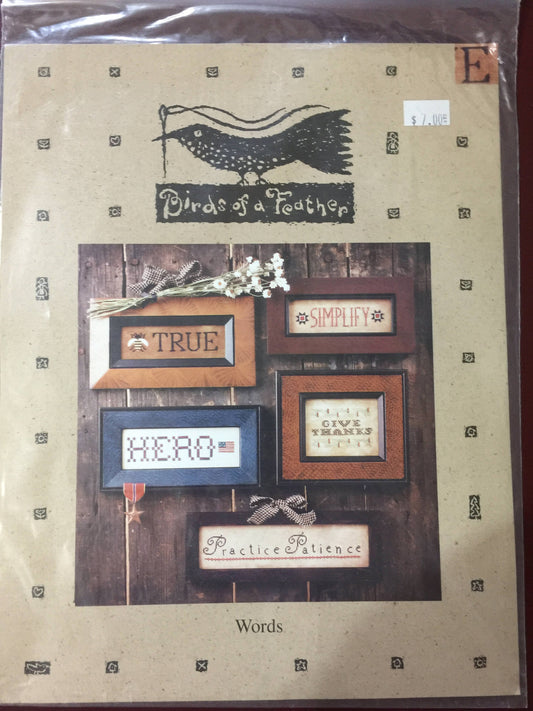 E
$ 7.00
Birds of a Feather
TRUE
SIMPLIFY
HERO
GIVE
THANKS
Practice Patience
Words